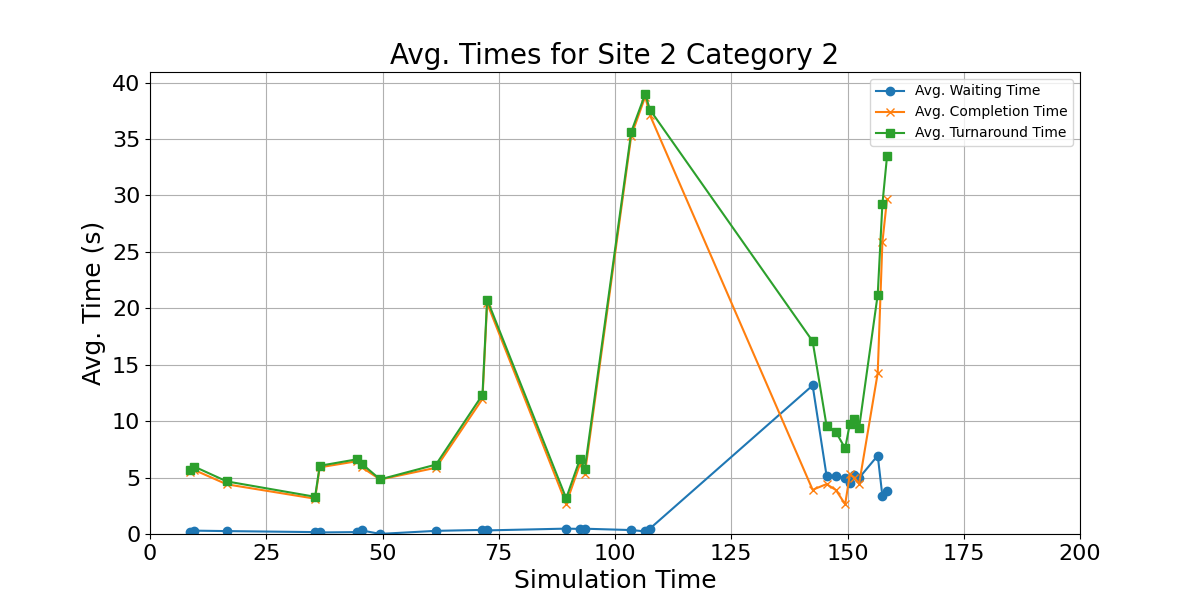 Avg. Times for Site 2 Category 2
Avg. Waiting Time
Avg. Completion Time
Avg. Turnaround Time
Avg. Time (s)
40
35
30
25
20
15
10
5
0
0 25 50 75 100 125 150 175 200
Simulation Time